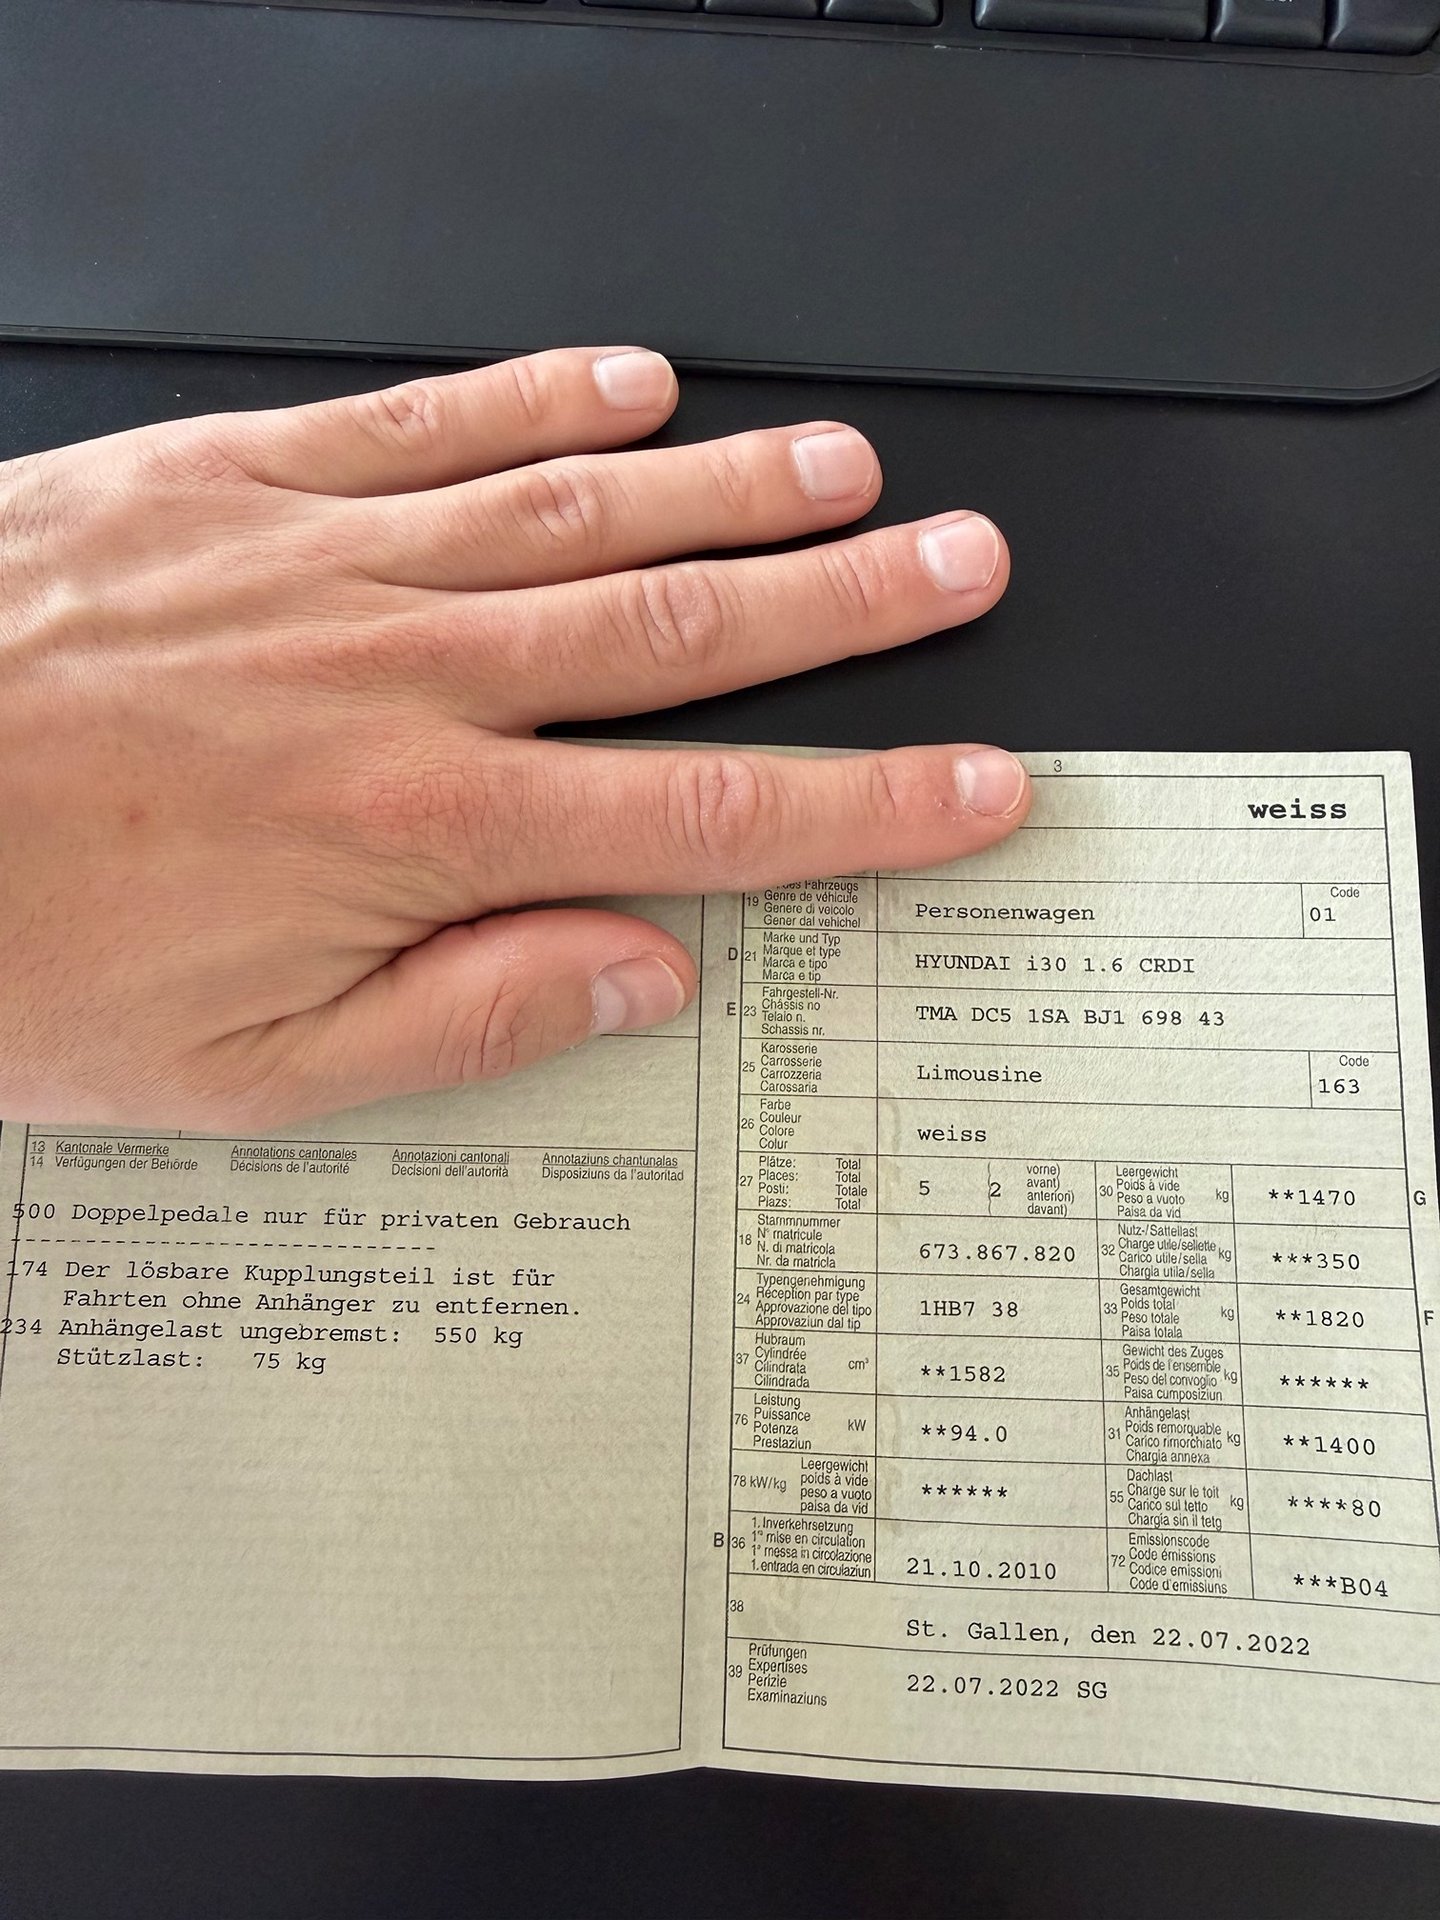 13 Kantonale Vermerke Annotations cantonales Annotazioni cantonali Annotaziuns chantunalas
14 Verfügungen der Behörde Décisions de l'autorité Decisioni dell'autorità Disposiziuns da l'autoritad
500 Doppelpedale nur für privaten Gebrauch
-----------------------------
174 Der lösbare Kupplungsteil ist für
Fahrten ohne Anhänger zu entfernen.
234 Anhängelast ungebremst: 550 kg
Stützlast: 75 kg
3
weiss
des Fahrzeugs
19 Genre de véhicule
Genere di veicolo
Gener dal vehichel
Personenwagen
Code
01
D 21 Marke und Typ
Marque et type
Marca e tipo
Marca e tip
HYUNDAI i30 1.6 CRDI
E 23 Fahrgestell-Nr.
Châssis no
Telaio n.
Schassis nr.
TMA DC5 1SA BJ1 698 43
25 Karosserie
Carrosserie
Carrozzeria
Carossaria
Limousine
Code
163
26 Farbe
Couleur
Colore
Colur
weiss
27 Plätze: Total
Places: Total
Posti: Totale
Plazs: Total
5 ( 2 vorne)
( avant)
( anteriori)
( davant)
30 Leergewicht
Poids à vide
Peso a vuoto
Paisa da vid
kg
**1470
G
18 Stammnummer
N° matricule
N. di matricola
Nr. da matricla
673.867.820
32 Nutz-/Sattellast
Charge utile/sellette
Carico utile/sella
Chargia utila/sella
kg
***350
24 Typengenehmigung
Réception par type
Approvazione del tipo
Approvaziun dal tip
1HB7 38
33 Gesamtgewicht
Poids total
Peso totale
Paisa totala
kg
**1820
F
37 Hubraum
Cylindrée
Cilindrata
Cilindrada
cm³
**1582
35 Gewicht des Zuges
Poids de l'ensemble
Peso del convoglio
Paisa cumposiziun
kg
******
76 Leistung
Puissance
Potenza
Prestaziun
kW
**94.0
31 Anhängelast
Poids remorquable
Carico rimorchiato
Chargia annexa
kg
**1400
78 kW/kg Leergewicht
poids à vide
peso a vuoto
paisa da vid
******
55 Dachlast
Charge sur le toit
Carico sul tetto
Chargia sin il tetg
kg
****80
B 36 1. Inverkehrsetzung
1re mise en circulation
1a messa in circolazione
1. entrada en circulaziun
21.10.2010
72 Emissionscode
Code émissions
Codice emissioni
Code d'emissiuns
***B04
38
St. Gallen, den 22.07.2022
39 Prüfungen
Expertises
Perizie
Examinaziuns
22.07.2022 SG